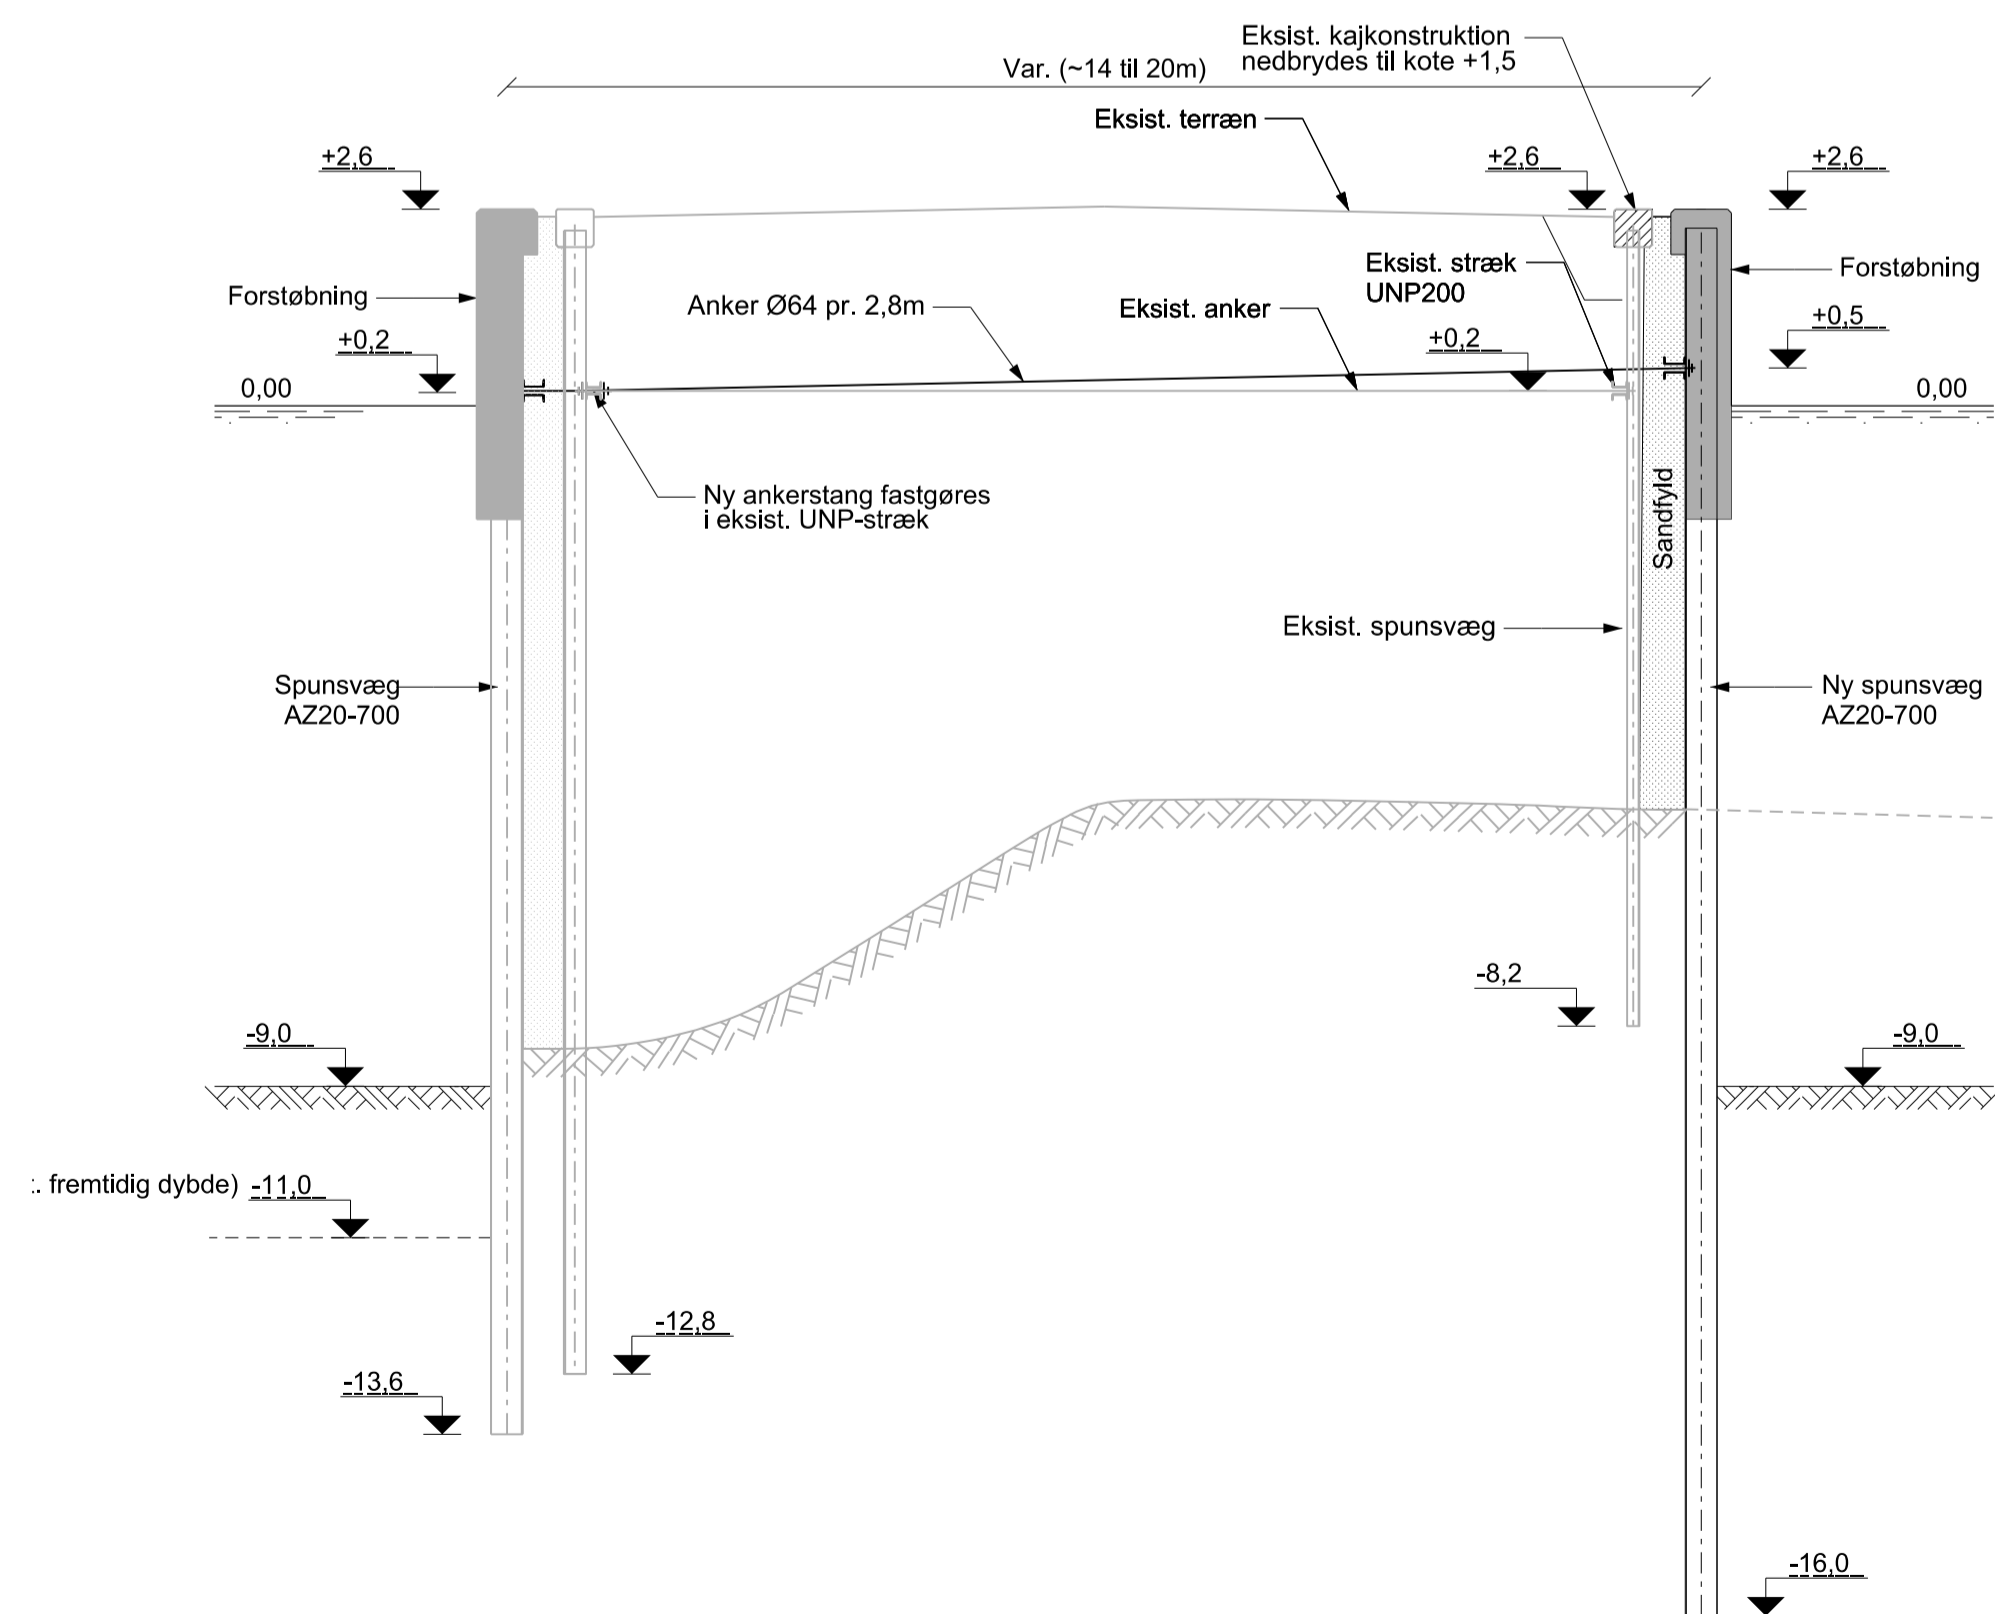 Eksist. kajkonstruktion
nedbrydes til kote +1,5
Var. (~14 til 20m)
Eksist. terræn
+2,6
+2,6
+2,6
Forstøbning
Eksist. stræk
UNP200
Forstøbning
Anker Ø64 pr. 2,8m
Eksist. anker
+0,2
+0,2
+0,5
0,00
0,00
Ny ankerstang fastgøres
i eksist. UNP-stræk
Sandfyld
Eksist. spunsvæg
Spunsvæg
AZ20-700
Ny spunsvæg
AZ20-700
-8,2
-9,0
-9,0
. fremtidig dybde) -11,0
-12,8
-13,6
-16,0